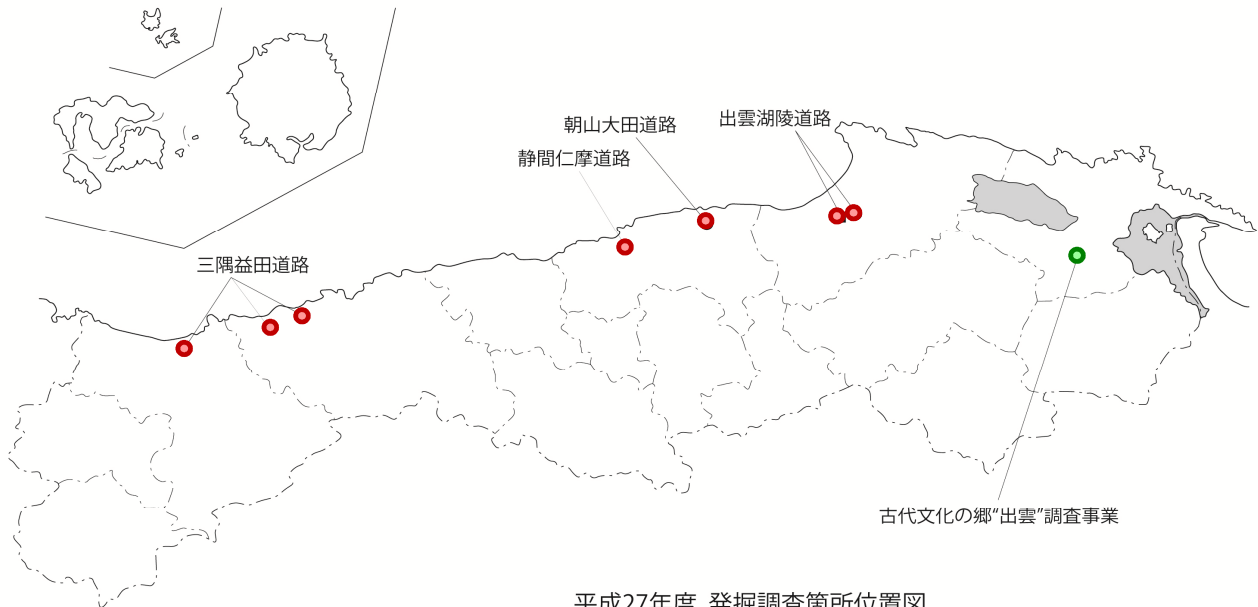 朝山大田道路
出雲湖陵道路
静間仁摩道路
三隅益田道路
古代文化の郷“出雲”調査事業
平成27年度 発掘調査箇所位置図